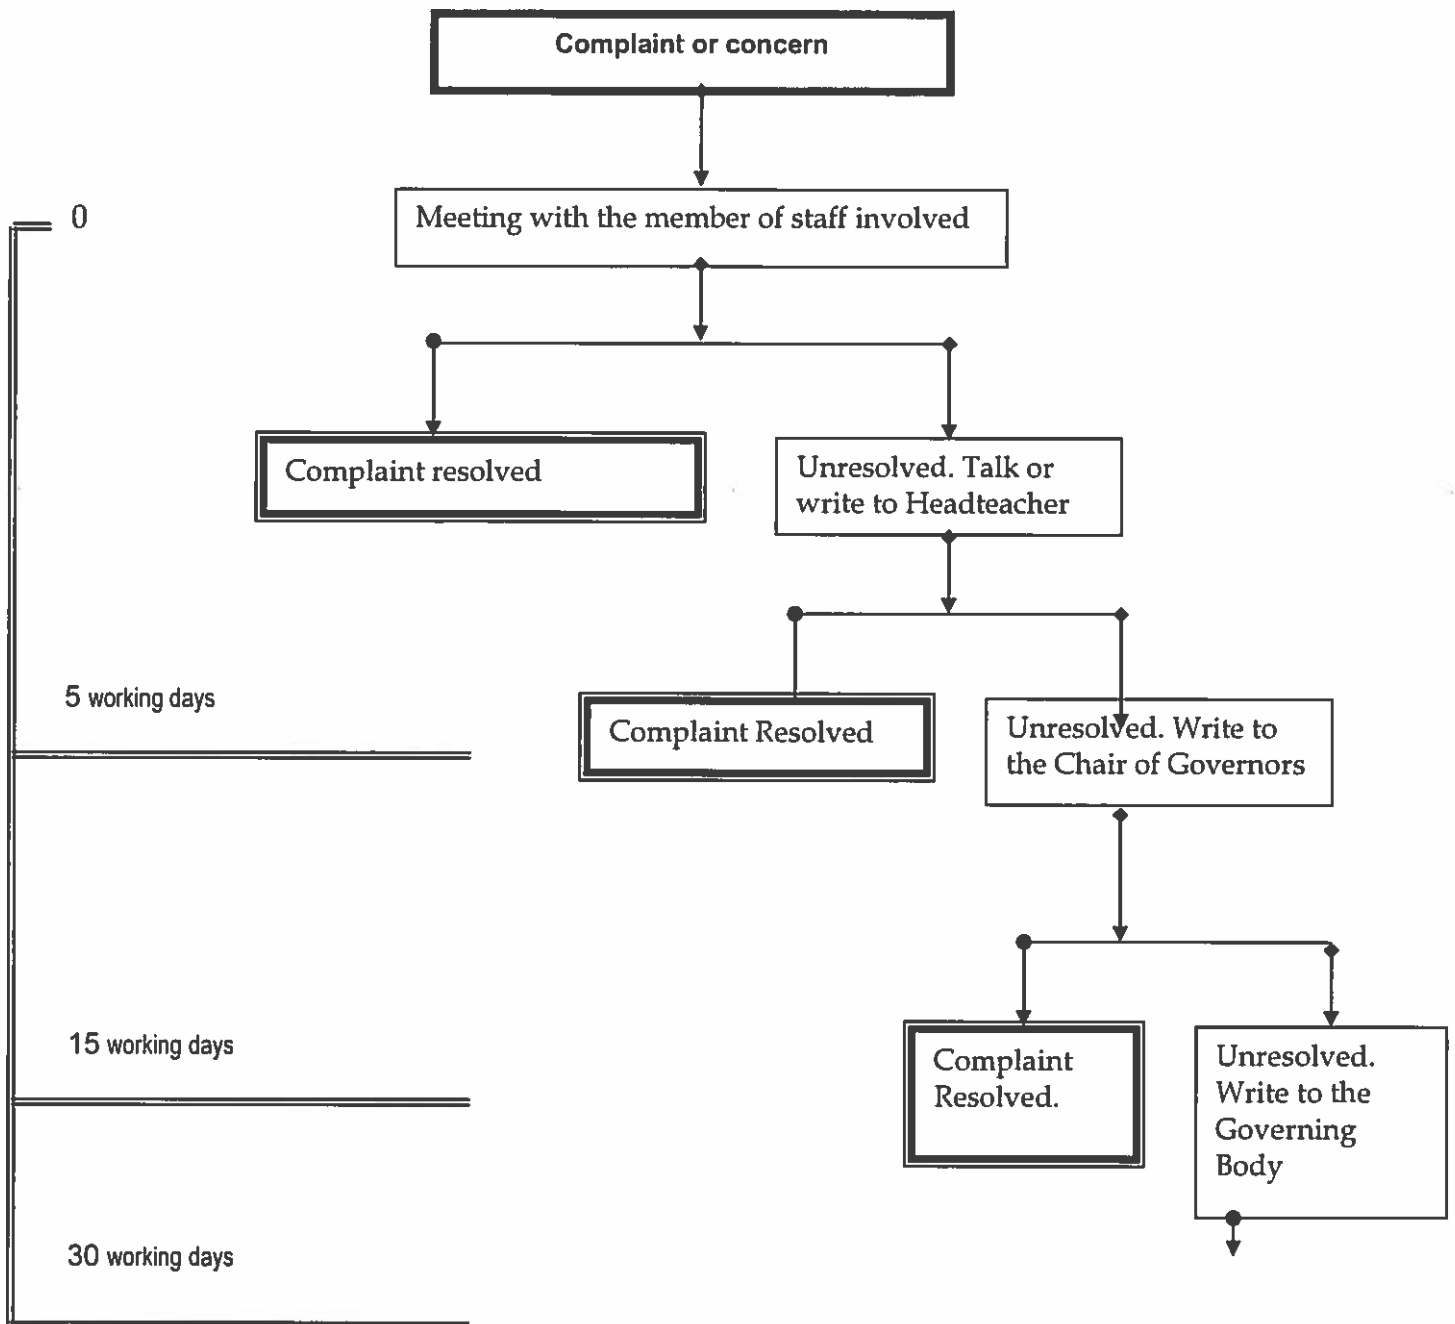 Complaint or concern
0
Meeting with the member of staff involved
Complaint resolved
Unresolved. Talk or
write to Headteacher
5 working days
Complaint Resolved
Unresolved. Write to
the Chair of Governors
15 working days
Complaint
Resolved.
Unresolved.
Write to the
Governing
Body
30 working days